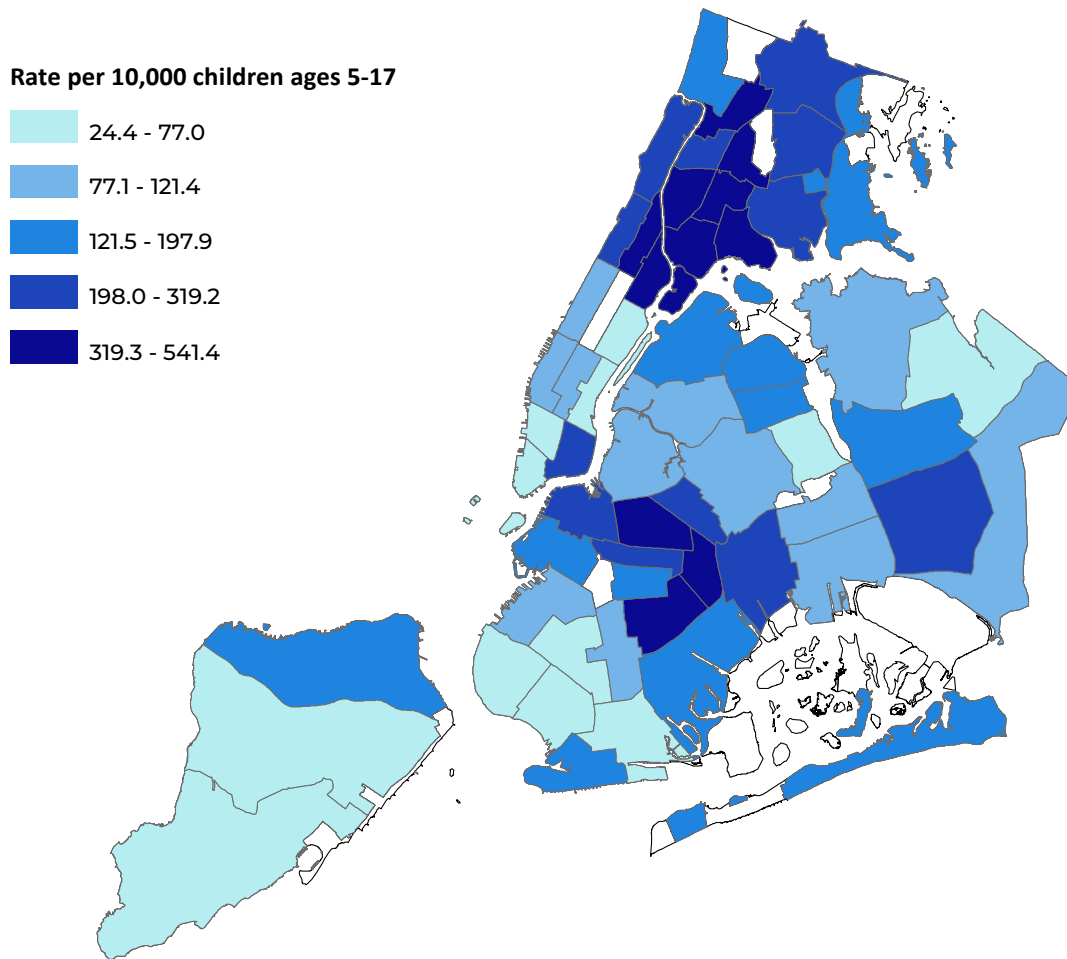 Rate per 10,000 children ages 5-17
24.4 - 77.0
77.1 - 121.4
121.5 - 197.9
198.0 - 319.2
319.3 - 541.4